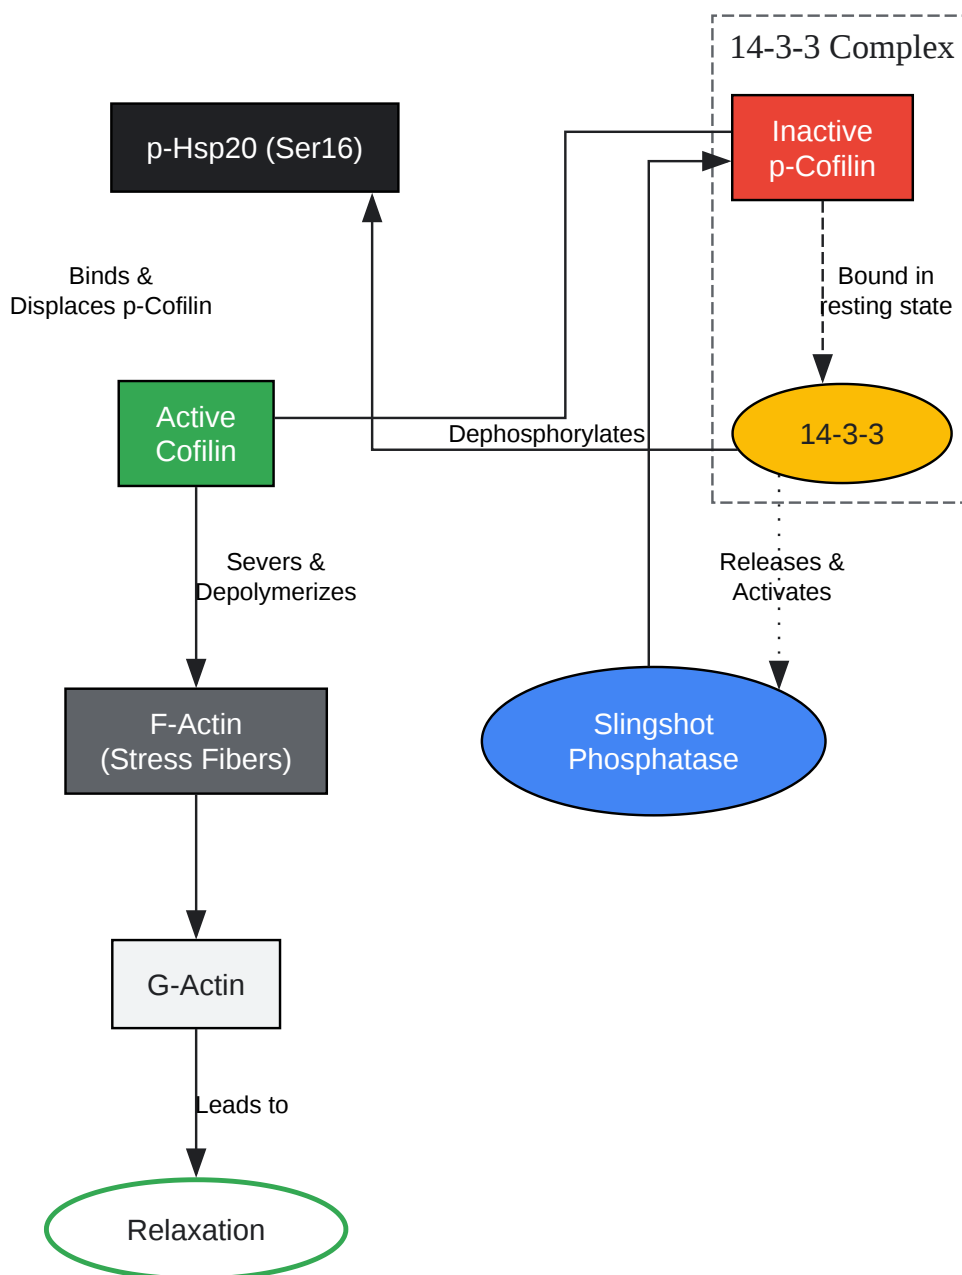 14-3-3 Complex
Inactive
p-Cofilin
p-Hsp20 (Ser16)
Binds &
Displaces p-Cofilin
Bound in
resting state
Active
Cofilin
Dephosphorylates
14-3-3
Severs &
Depolymerizes
Releases &
Activates
F-Actin
(Stress Fibers)
Slingshot
Phosphatase
G-Actin
Leads to
Relaxation